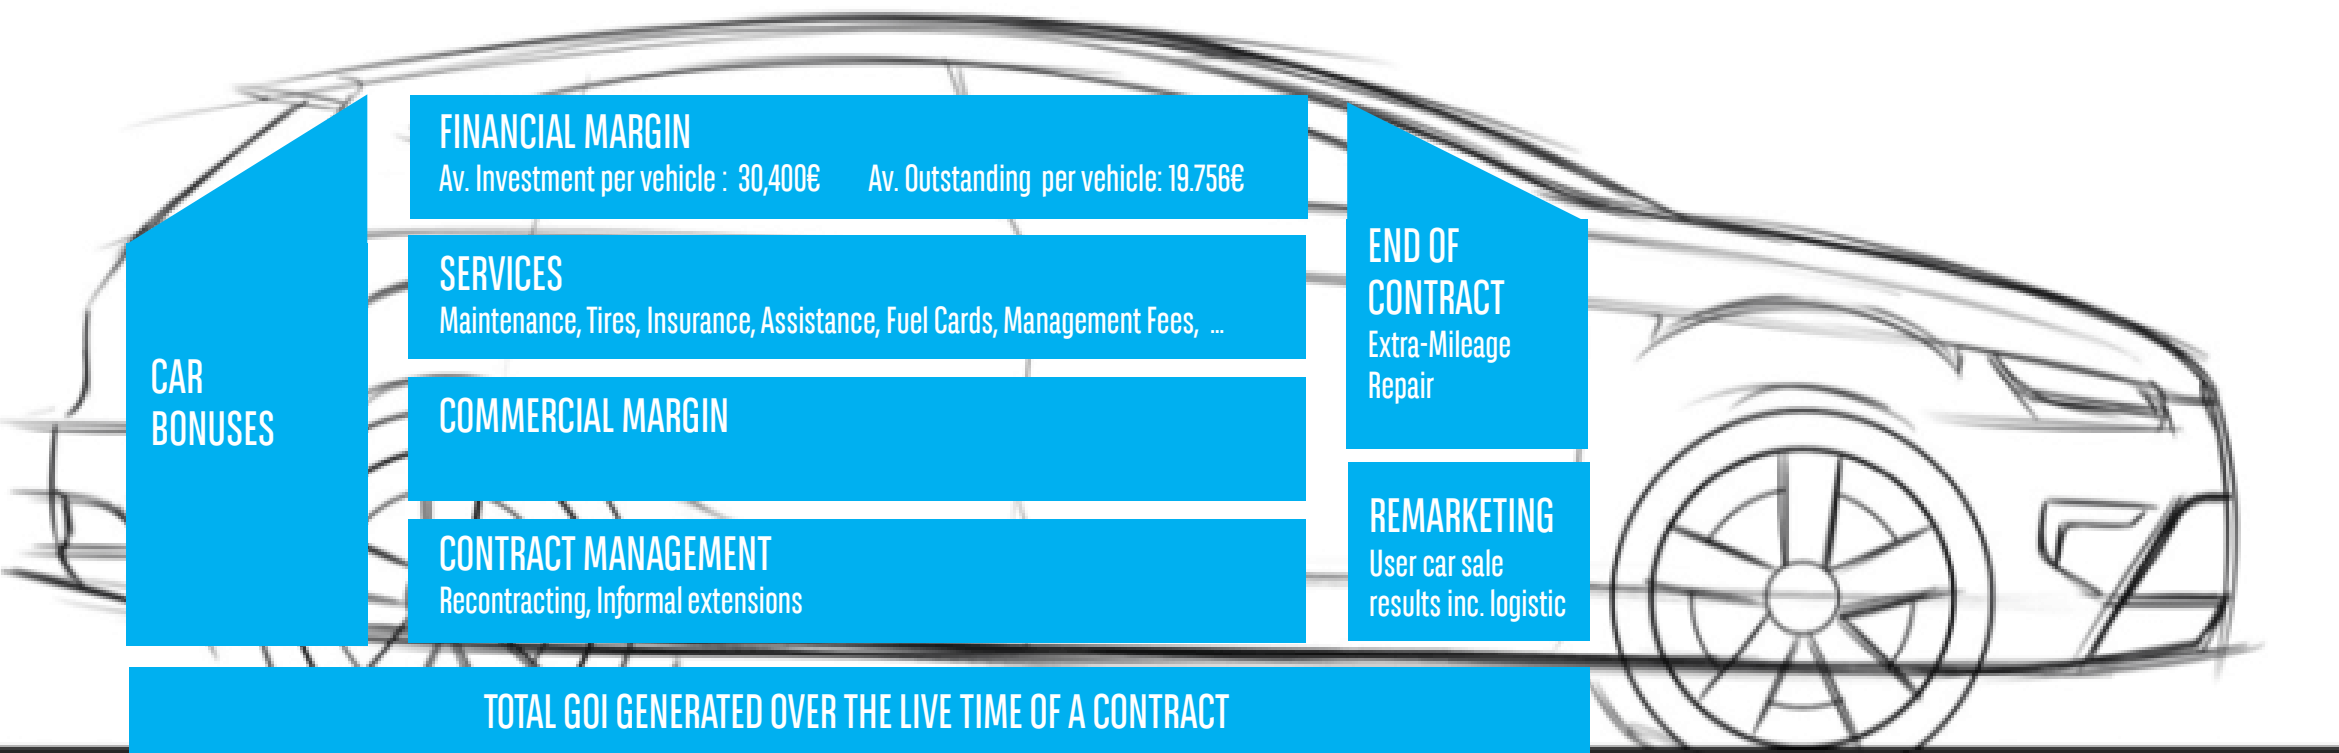 CAR
BONUSES
FINANCIAL MARGIN
Av. Investment per vehicle : 30,400€ Av. Outstanding per vehicle: 19.756€
SERVICES
Maintenance, Tires, Insurance, Assistance, Fuel Cards, Management Fees, ...
COMMERCIAL MARGIN
CONTRACT MANAGEMENT
Recontracting, Informal extensions
END OF
CONTRACT
Extra-Mileage
Repair
REMARKETING
User car sale
results inc. logistic
TOTAL GOI GENERATED OVER THE LIVE TIME OF A CONTRACT